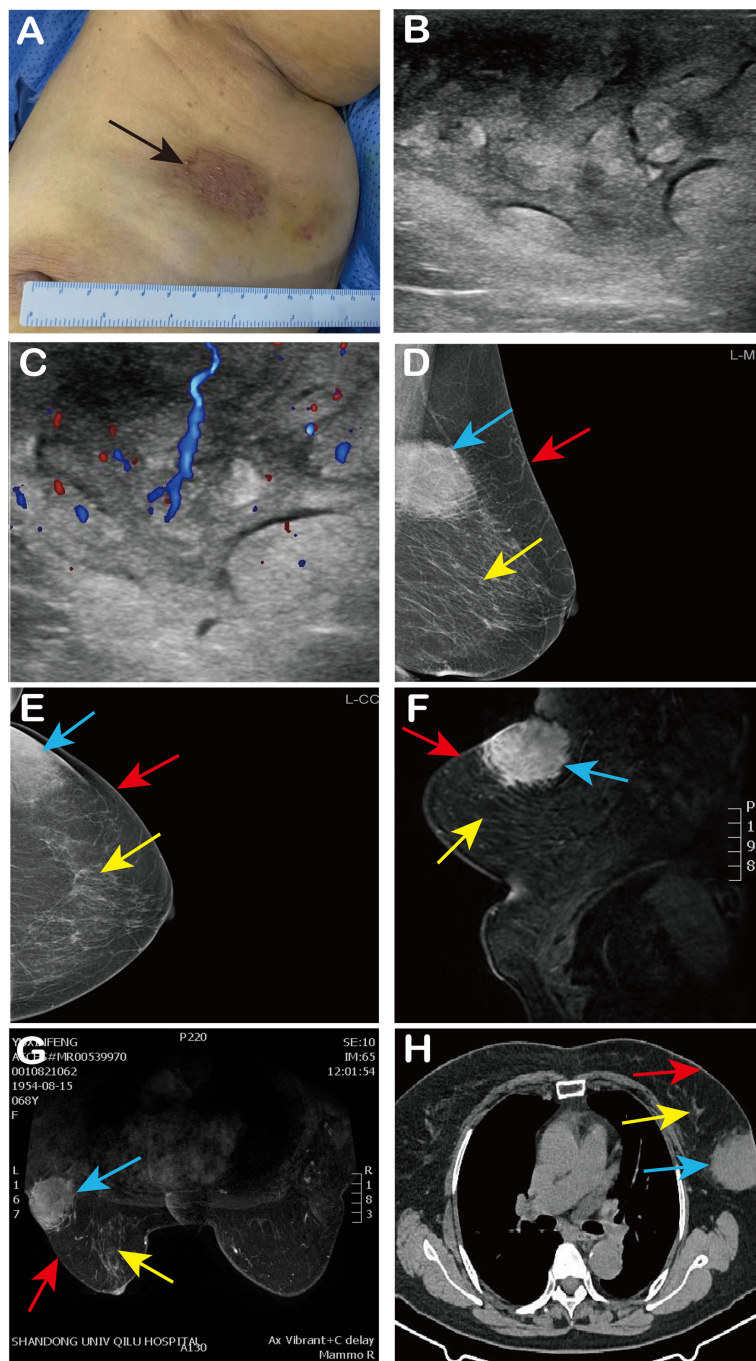 A
B
C
D
L-M
E
L-CC
F
P
1
9
8
G
P220
SE:10
IM:65
0010821062
12:01:54
1954-08-15
068Y
F
L
1
6
7
R
1
8
3
SHANDONG UNIV QILU HOSPITAL
A130
Ax Vibrant+C delay
Mammo R
H